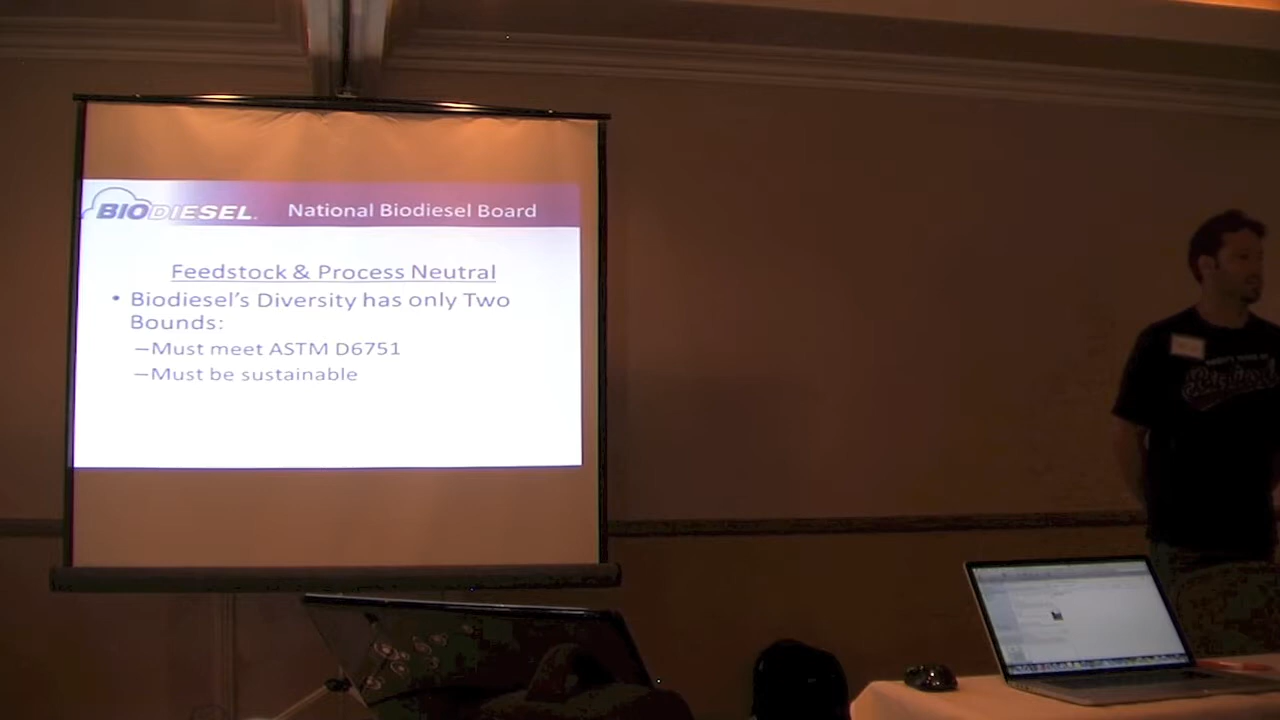 BIODIESEL.
National Biodiesel Board
Feedstock & Process Neutral
• Biodiesel's Diversity has only Two
Bounds:
–Must meet ASTM D6751
–Must be sustainable